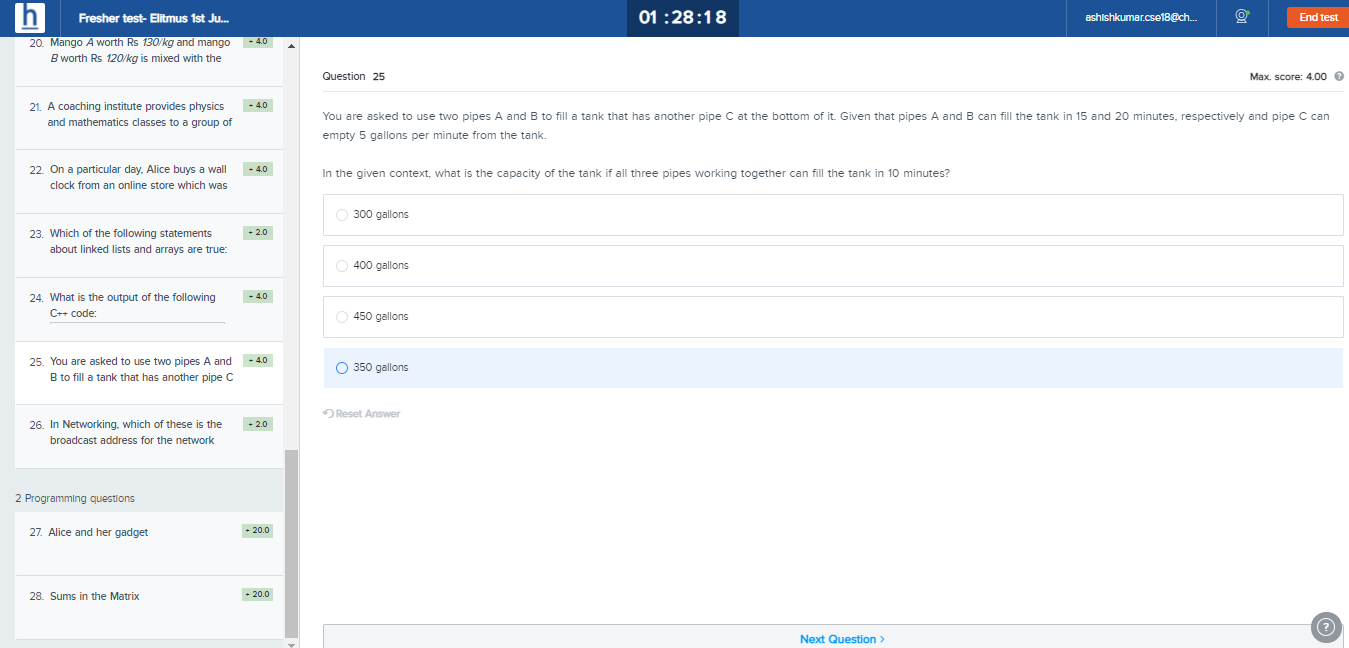 h
Fresher test- Elitmus 1st Ju...
01 : 28 : 18
ashishkumar.cse18@ch...
End test
20. Mango A worth Rs 130/kg and mango
B worth Rs 120/kg is mixed with the
+ 4.0
21. A coaching institute provides physics
and mathematics classes to a group of
+ 4.0
22. On a particular day, Alice buys a wall
clock from an online store which was
+ 4.0
23. Which of the following statements
about linked lists and arrays are true:
+ 2.0
24. What is the output of the following
C++ code:
+ 4.0
25. You are asked to use two pipes A and
B to fill a tank that has another pipe C
+ 4.0
26. In Networking, which of these is the
broadcast address for the network
+ 2.0
2 Programming questions
27. Alice and her gadget
+ 20.0
28. Sums in the Matrix
+ 20.0
Question 25
Max. score: 4.00 ?
You are asked to use two pipes A and B to fill a tank that has another pipe C at the bottom of it. Given that pipes A and B can fill the tank in 15 and 20 minutes, respectively and pipe C can
empty 5 gallons per minute from the tank.
In the given context, what is the capacity of the tank if all three pipes working together can fill the tank in 10 minutes?
300 gallons
400 gallons
450 gallons
350 gallons
Reset Answer
Next Question >
?